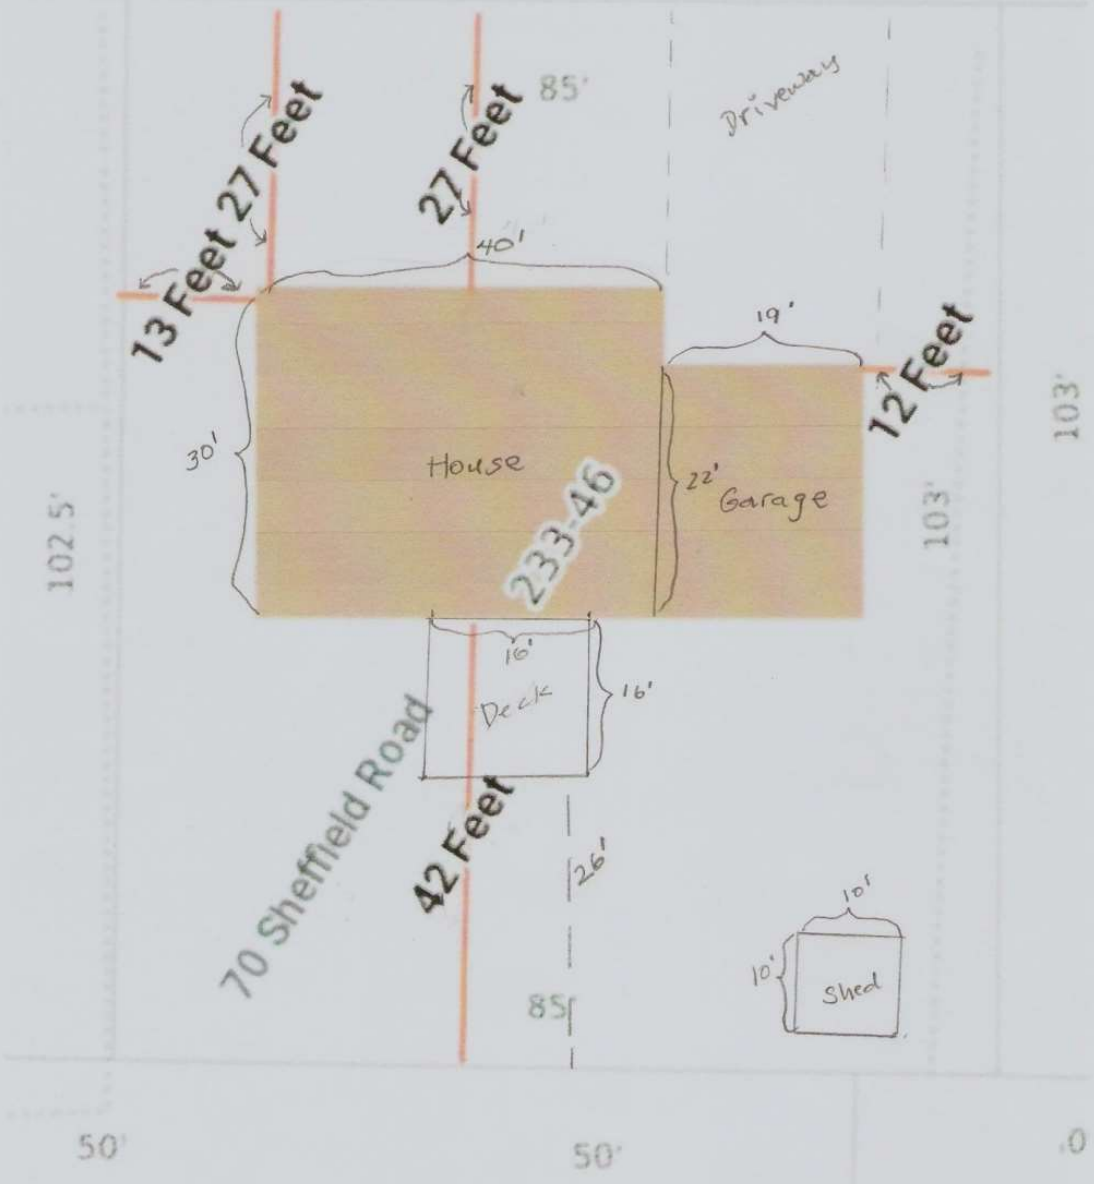 85'
Driveway
27 Feet
27 Feet
40'
13 Feet
19'
12 Feet
103'
30'
House
22'
Garage
233-46
103'
102.5'
16'
Deck
16'
70 Sheffield Road
42 Feet
26'
10'
10'
Shed
85
50'
50'
.0